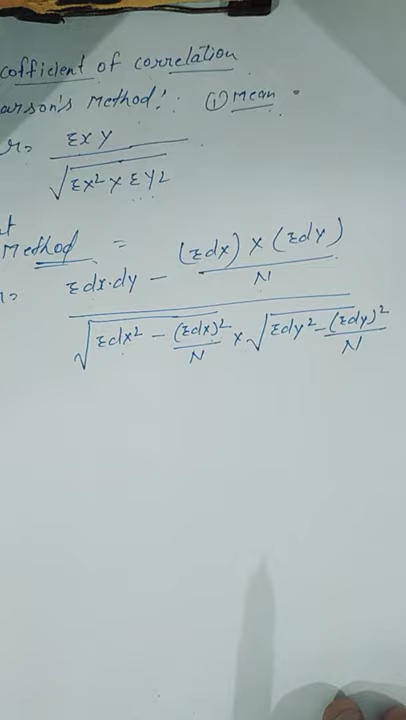 cofficient of correlation
arson's Method:. ① Mean
r= Σxy / √Σx² × Σy²
Method =
r= Σdx·dy − (Σdx) × (Σdy) / N
√Σdx² − (Σdx)² / N × √Σdy² − (Σdy)² / N